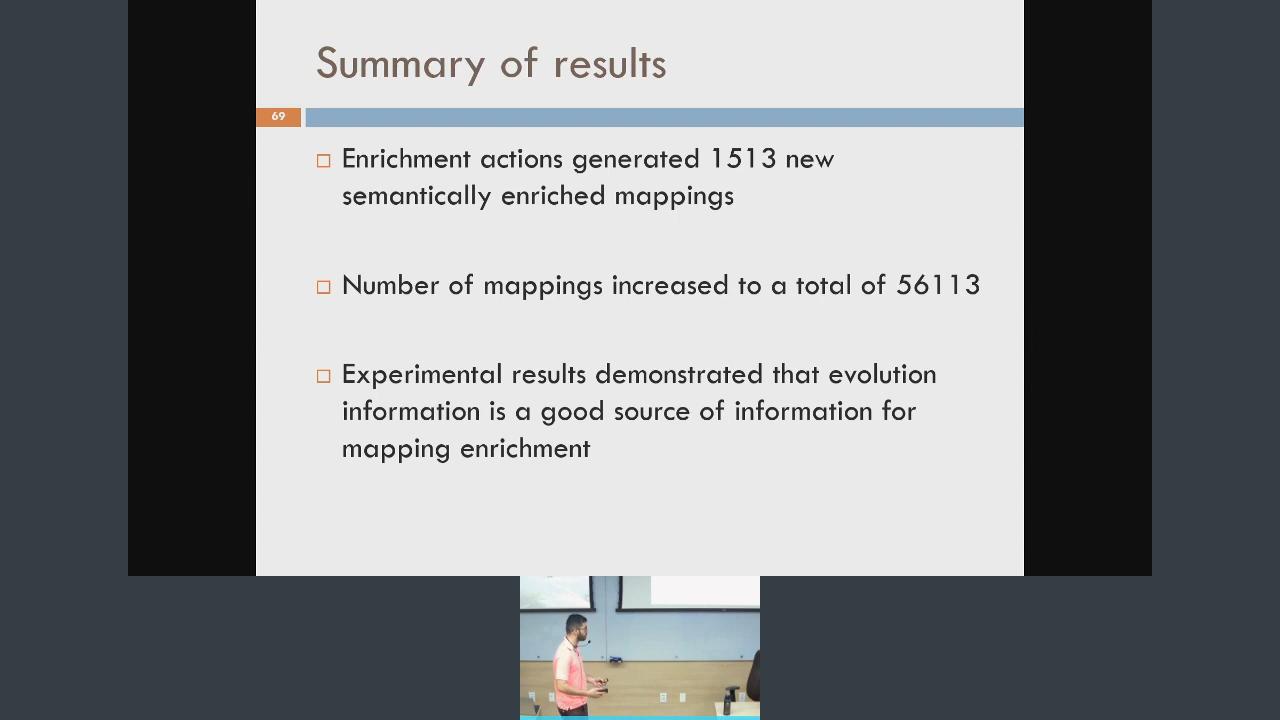 Summary of results
69
Enrichment actions generated 1513 new
semantically enriched mappings
Number of mappings increased to a total of 56113
Experimental results demonstrated that evolution
information is a good source of information for
mapping enrichment